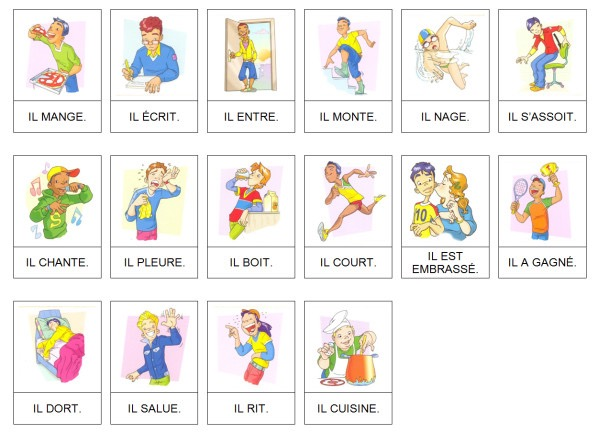 IL MANGE.
IL ÉCRIT.
IL ENTRE.
IL MONTE.
IL NAGE.
IL S'ASSOIT.
S
IL CHANTE.
IL PLEURE.
IL BOIT.
IL COURT.
10
IL EST
EMBRASSÉ.
IL A GAGNÉ.
IL DORT.
IL SALUE.
IL RIT.
IL CUISINE.